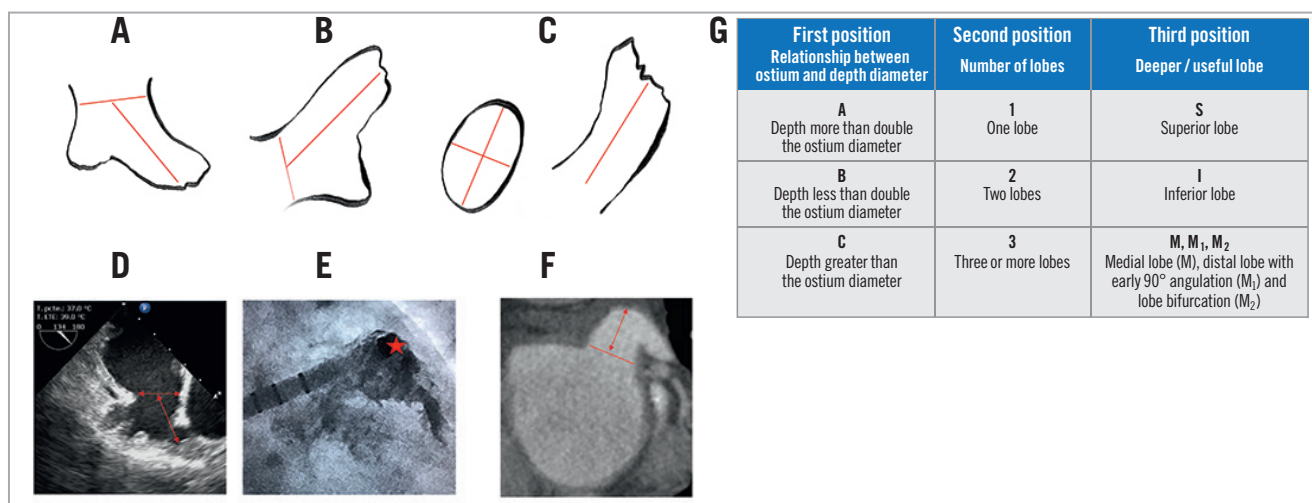 A
B
C
G
First position
Relationship between
ostium and depth diameter
Second position
Number of lobes
Third position
Deeper / useful lobe
A
Depth more than double
the ostium diameter
1
One lobe
S
Superior lobe
B
Depth less than double
the ostium diameter
2
Two lobes
I
Inferior lobe
C
Depth greater than
the ostium diameter
3
Three or more lobes
M, M1, M2
Medial lobe (M), distal lobe with
early 90° angulation (M1) and
lobe bifurcation (M2)
D
E
F
0 134 180